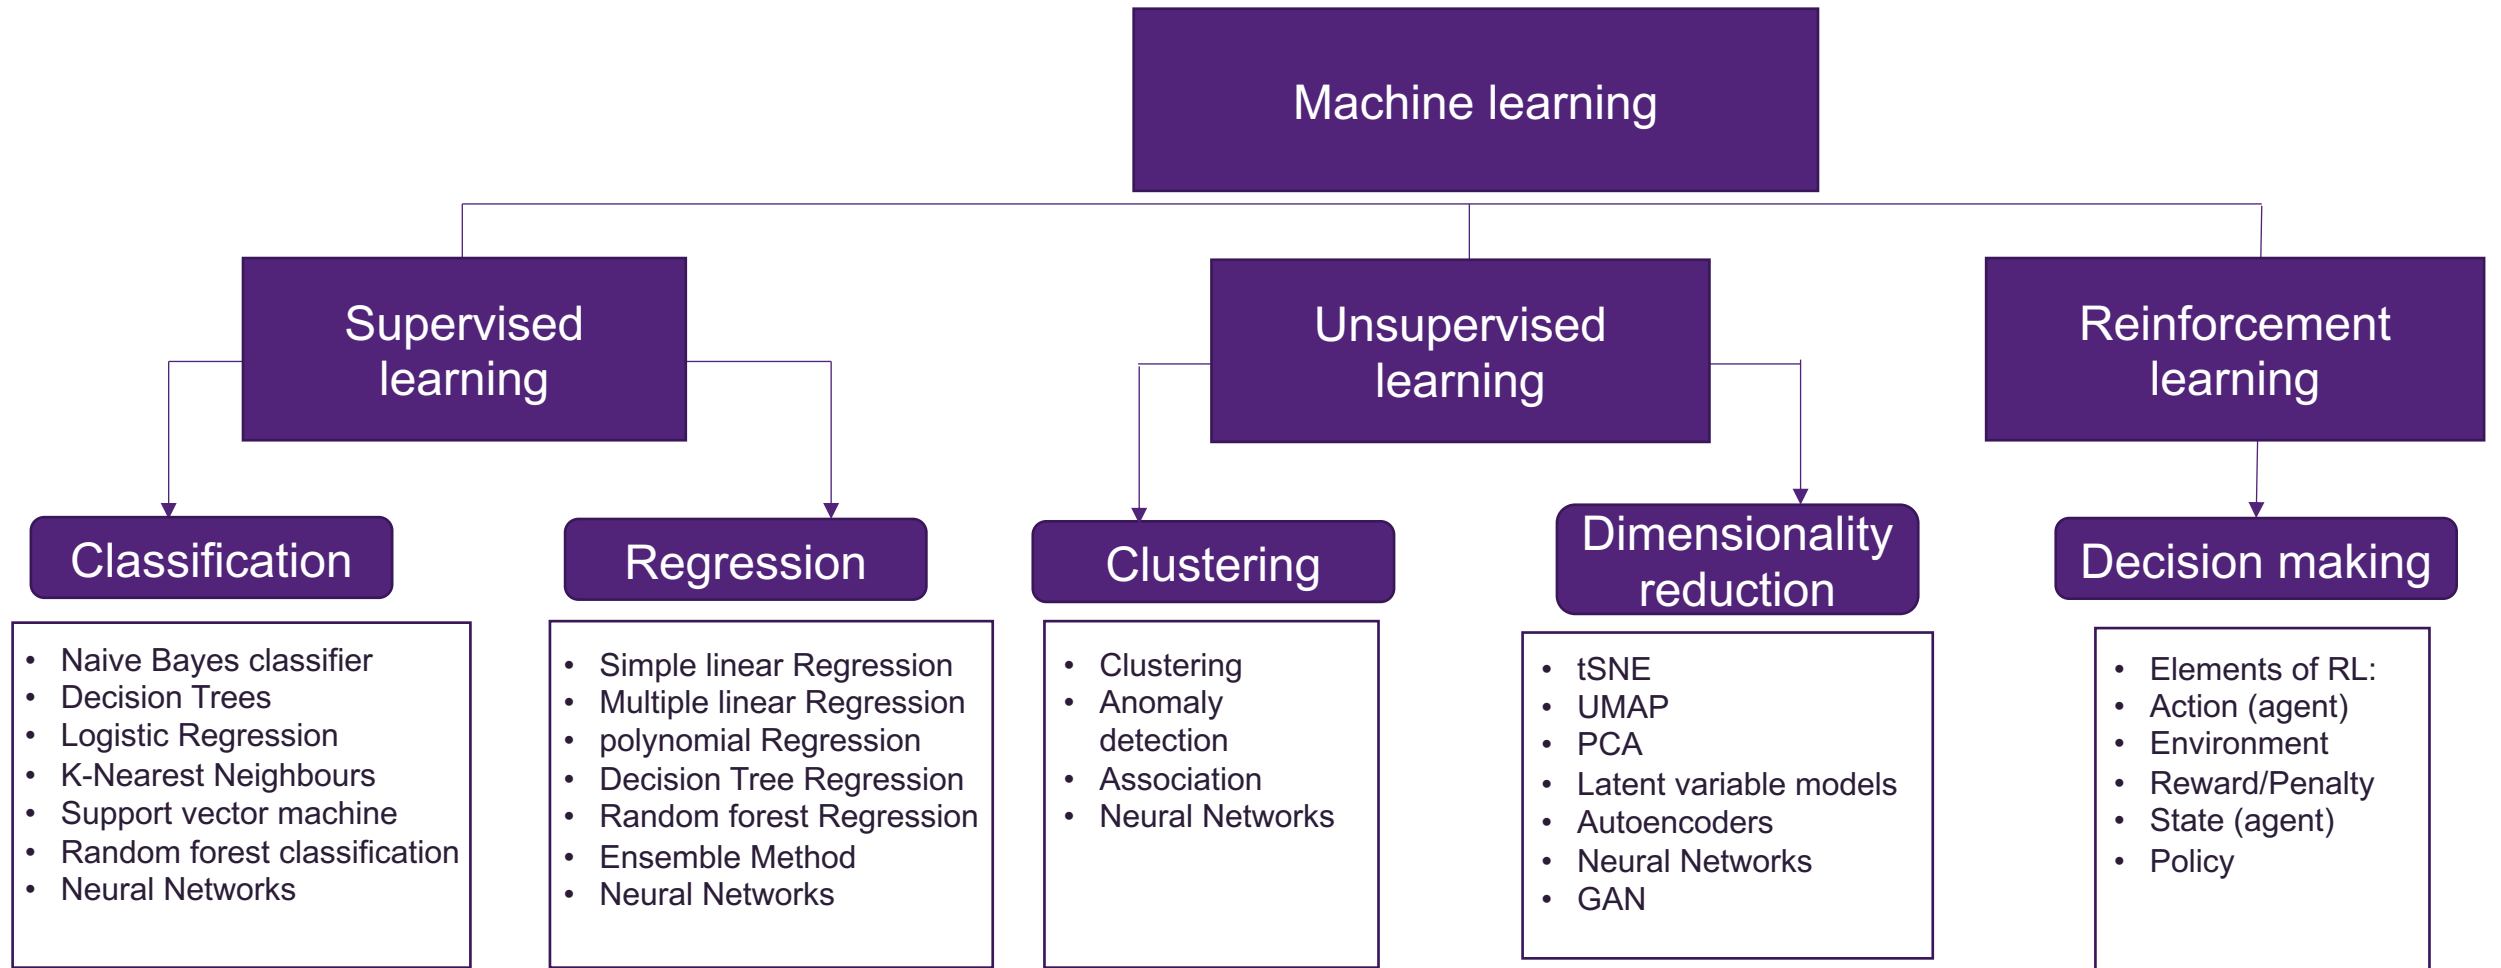 Machine learning
Supervised
learning
Unsupervised
learning
Reinforcement
learning
Classification
Regression
Clustering
Dimensionality
reduction
Decision making
• Naive Bayes classifier
• Decision Trees
• Logistic Regression
• K-Nearest Neighbours
• Support vector machine
• Random forest classification
• Neural Networks
• Simple linear Regression
• Multiple linear Regression
• polynomial Regression
• Decision Tree Regression
• Random forest Regression
• Ensemble Method
• Neural Networks
• Clustering
• Anomaly
detection
• Association
• Neural Networks
• tSNE
• UMAP
• PCA
• Latent variable models
• Autoencoders
• Neural Networks
• GAN
• Elements of RL:
• Action (agent)
• Environment
• Reward/Penalty
• State (agent)
• Policy